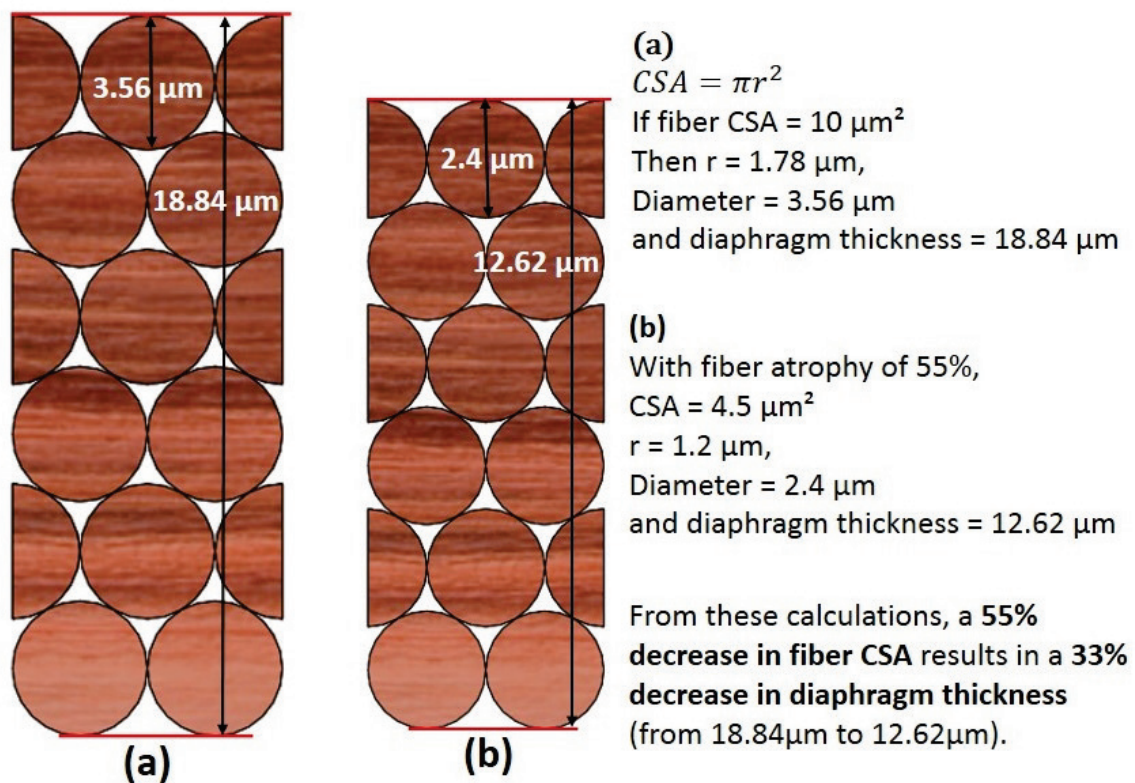 3.56 µm
18.84 µm
(a)
2.4 µm
12.62 µm
(b)
(a)
CSA = πr²
If fiber CSA = 10 µm²
Then r = 1.78 µm,
Diameter = 3.56 µm
and diaphragm thickness = 18.84 µm
(b)
With fiber atrophy of 55%,
CSA = 4.5 µm²
r = 1.2 µm,
Diameter = 2.4 µm
and diaphragm thickness = 12.62 µm
From these calculations, a 55%
decrease in fiber CSA results in a 33%
decrease in diaphragm thickness
(from 18.84µm to 12.62µm).